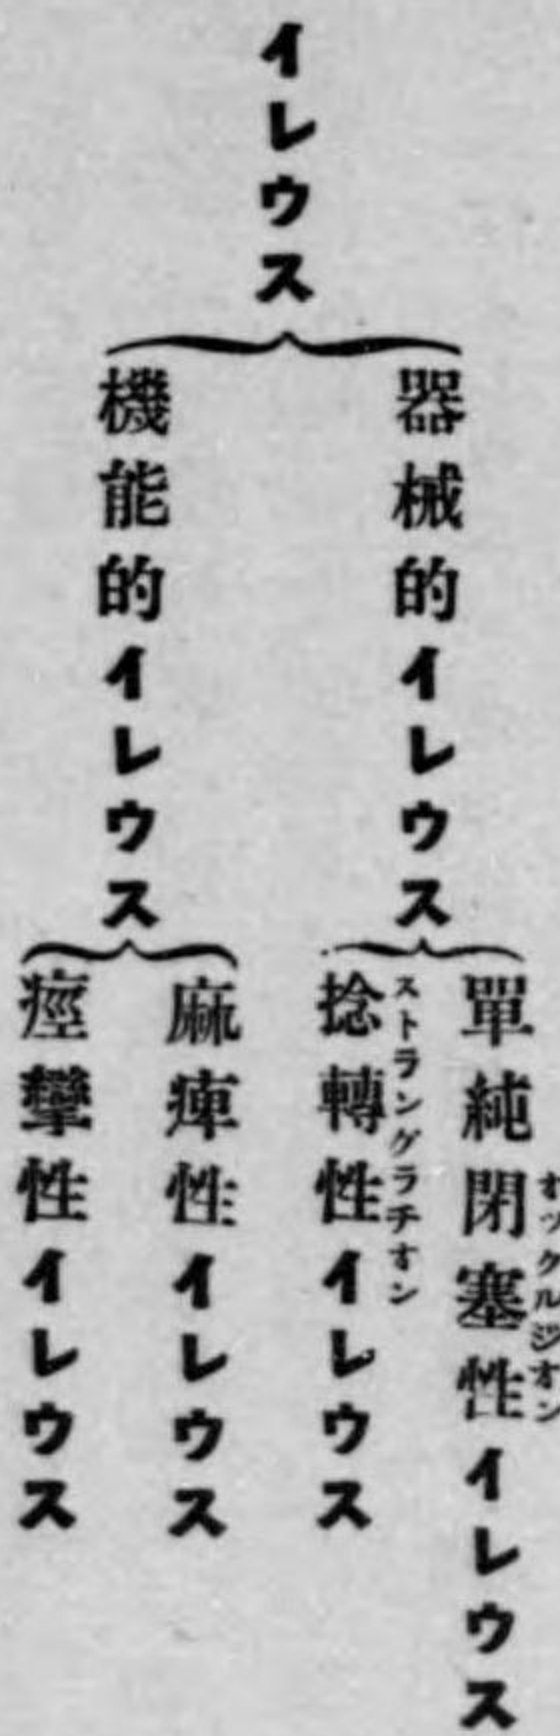 イレウス
器械的イレウス
單純閉塞性イレウス
オックルジオン
捻轉性イレウス
ストラングラチオン
機能的イレウス
麻痺性イレウス
痙攣性イレウス